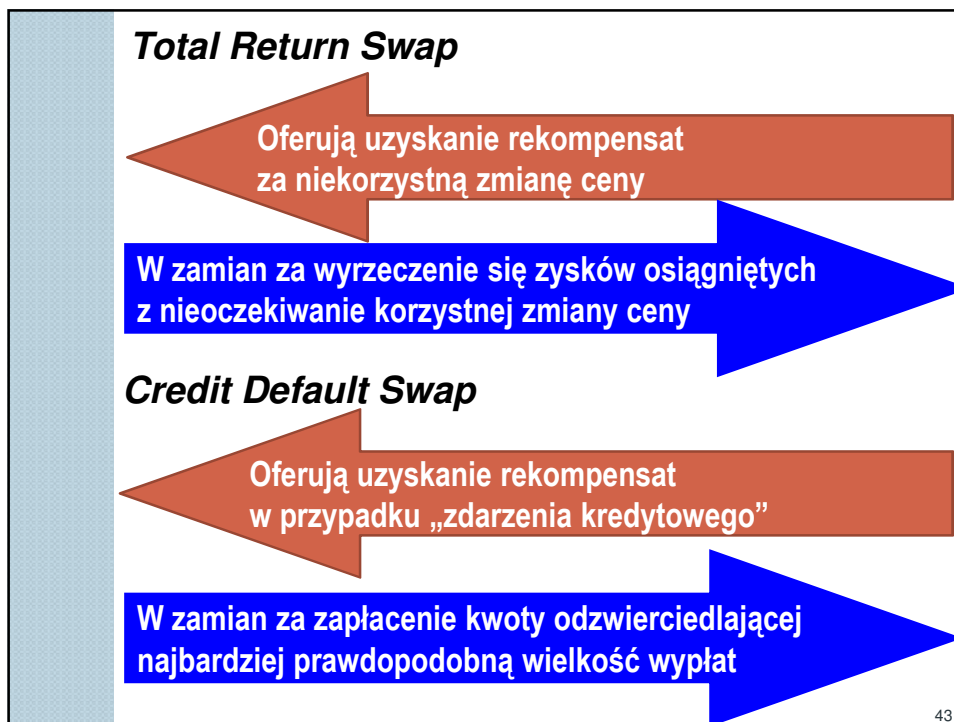 Total Return Swap
Oferują uzyskanie rekompensat
za niekorzystną zmianę ceny
W zamian za wyrzeczenie się zysków osiągniętych
z nieoczekiwanie korzystnej zmiany ceny
Credit Default Swap
Oferują uzyskanie rekompensat
w przypadku „zdarzenia kredytowego”
W zamian za zapłacenie kwoty odzwierciedlającej
najbardziej prawdopodobną wielkość wypłat
43